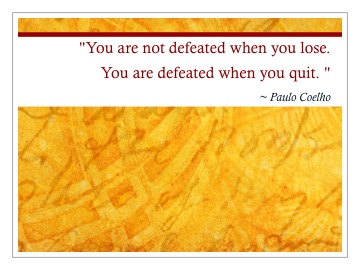 "You are not defeated when you lose.
You are defeated when you quit. "
~ Paulo Coelho